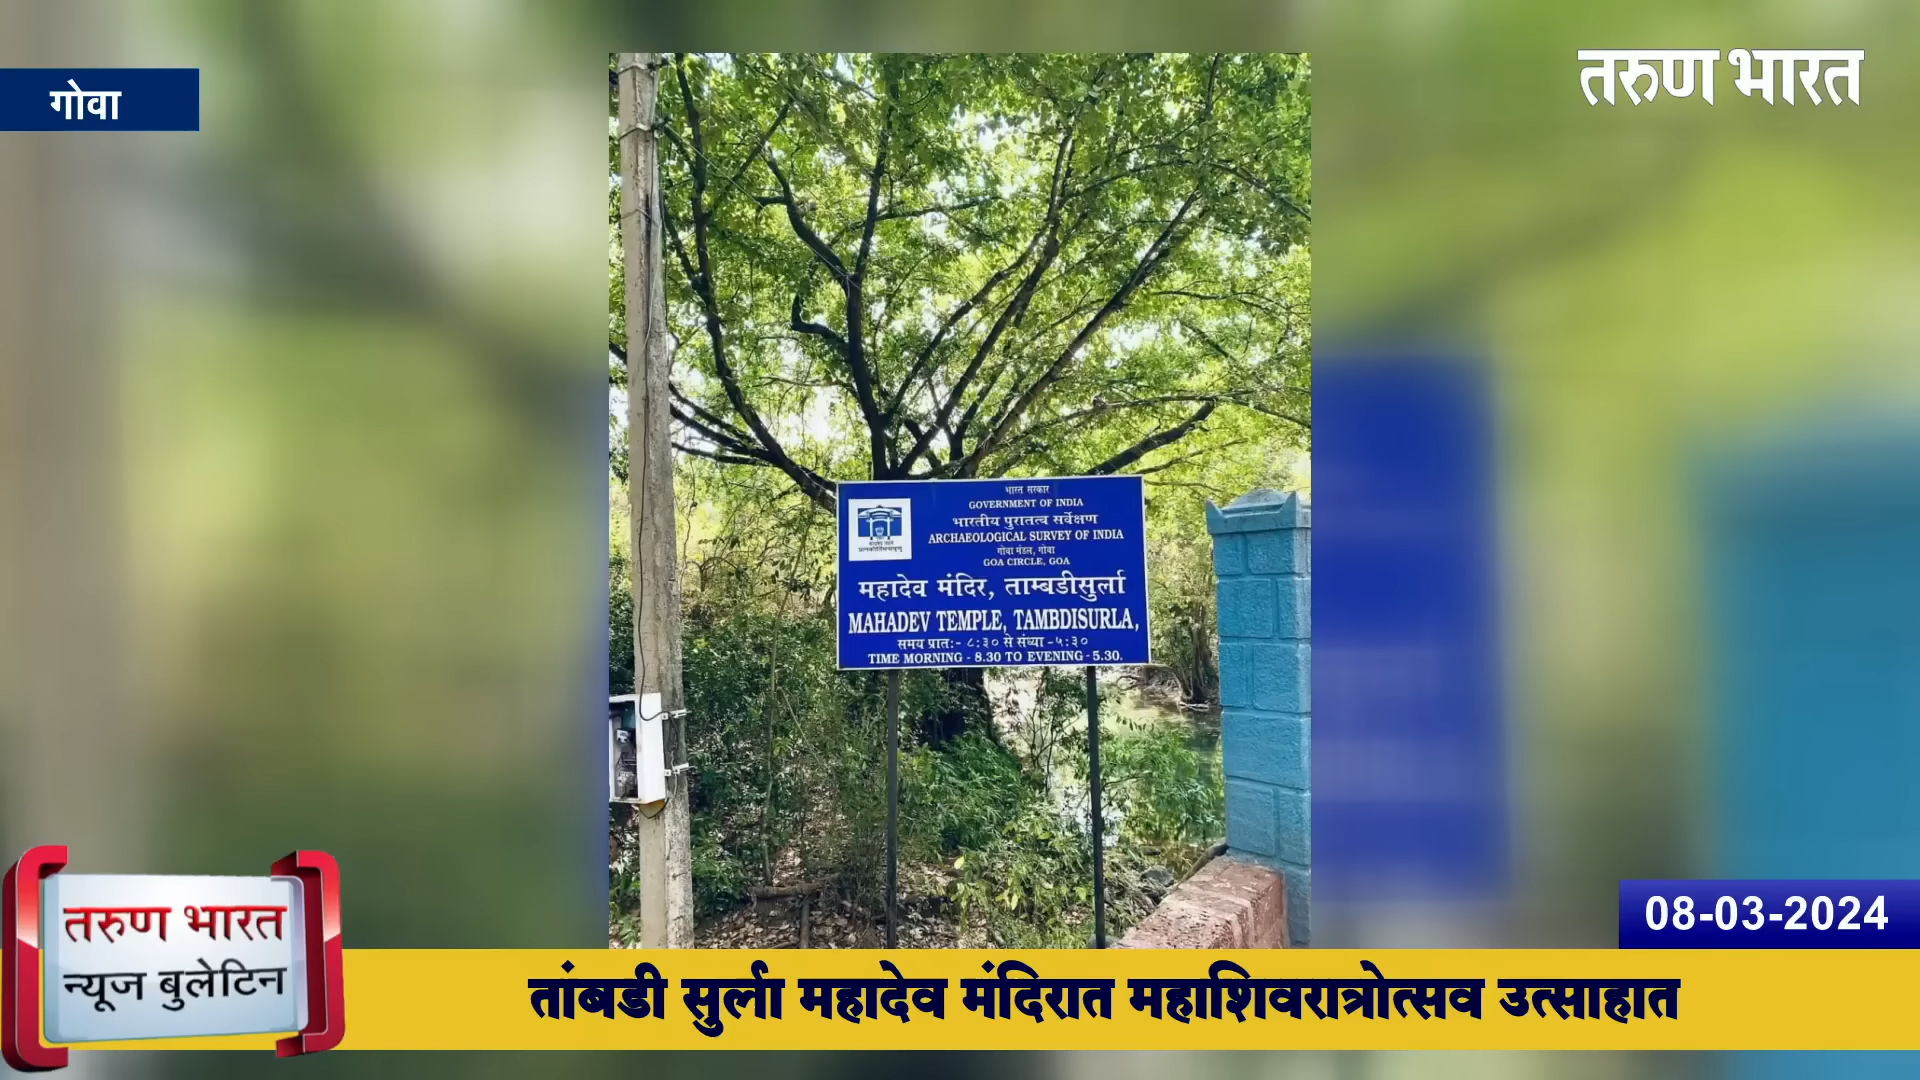 गोवा
तरुण भारत
भारत सरकार
GOVERNMENT OF INDIA
भारतीय पुरातत्व सर्वेक्षण
ARCHAEOLOGICAL SURVEY OF INDIA
गोवा मंडल, गोवा
GOA CIRCLE, GOA
महादेव मंदिर, ताम्बडीसुर्ला
MAHADEV TEMPLE, TAMBDISURLA,
समय प्रातः- ८:३० से संध्या -५:३०
TIME MORNING - 8.30 TO EVENING - 5.30.
08-03-2024
तरुण भारत
न्यूज बुलेटिन
तांबडी सुर्ला महादेव मंदिरात महाशिवरात्रोत्सव उत्साहात